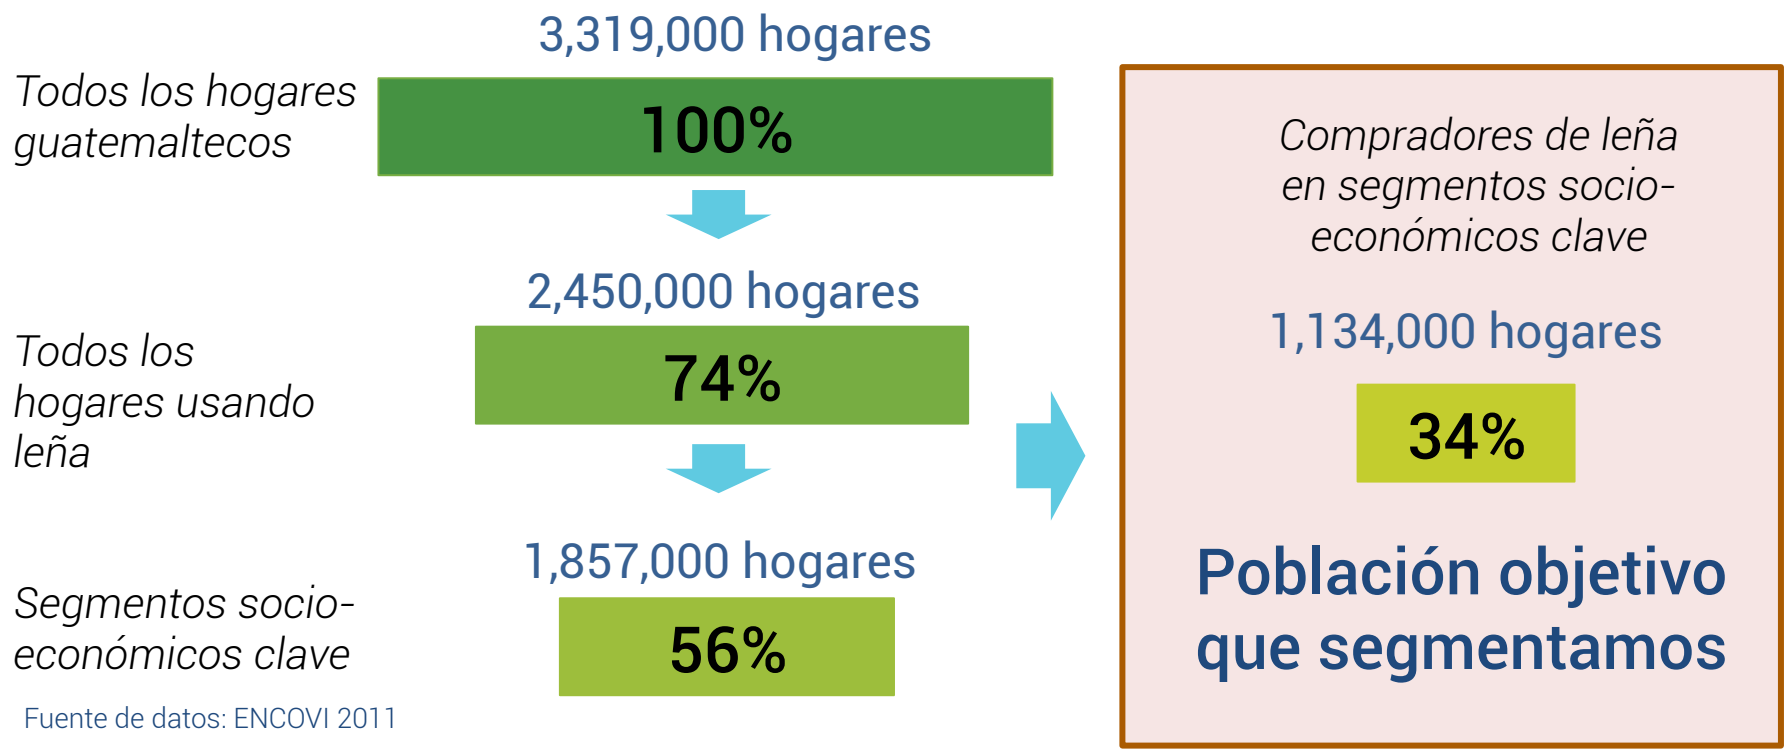 3,319,000 hogares
Todos los hogares
guatemaltecos
100%
2,450,000 hogares
Todos los
hogares usando
leña
74%
1,857,000 hogares
Segmentos socio-
económicos clave
56%
Fuente de datos: ENCOVI 2011
Compradores de leña
en segmentos socio-
económicos clave
1,134,000 hogares
34%
Población objetivo
que segmentamos